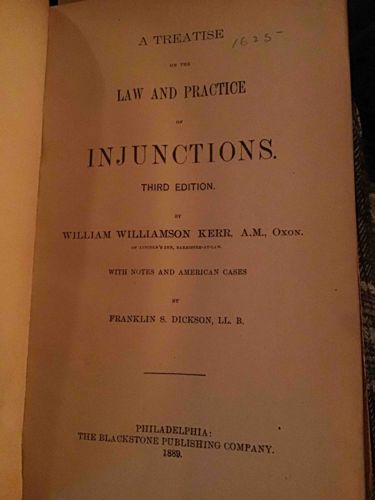 A TREATISE
1625-
ON THE
LAW AND PRACTICE
OF
INJUNCTIONS.
THIRD EDITION.
BY
WILLIAM WILLIAMSON KERR, A.M., OXON.
OF LINCOLN'S INN, BARRISTER-AT-LAW.
WITH NOTES AND AMERICAN CASES
BY
FRANKLIN S. DICKSON, LL. B.
PHILADELPHIA:
THE BLACKSTONE PUBLISHING COMPANY.
1889.